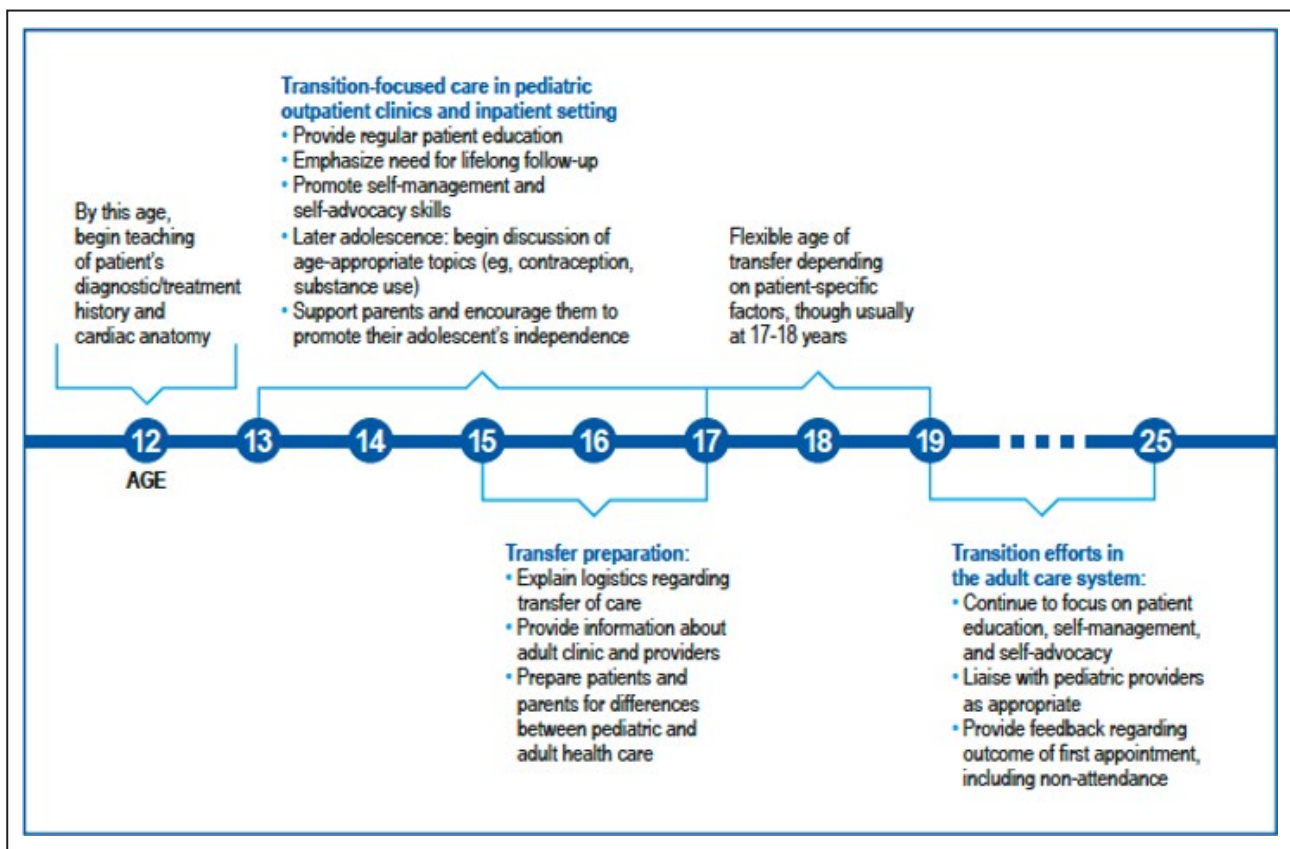 Transition-focused care in pediatric
outpatient clinics and inpatient setting
• Provide regular patient education
• Emphasize need for lifelong follow-up
• Promote self-management and
self-advocacy skills
• Later adolescence: begin discussion of
age-appropriate topics (eg, contraception,
substance use)
• Support parents and encourage them to
promote their adolescent's independence
By this age,
begin teaching
of patient's
diagnostic/treatment
history and
cardiac anatomy
Flexible age of
transfer depending
on patient-specific
factors, though usually
at 17-18 years
12 13 14 15 16 17 18 19 25
AGE
Transfer preparation:
• Explain logistics regarding
transfer of care
• Provide information about
adult clinic and providers
• Prepare patients and
parents for differences
between pediatric and
adult health care
Transition efforts in
the adult care system:
• Continue to focus on patient
education, self-management,
and self-advocacy
• Liaise with pediatric providers
as appropriate
• Provide feedback regarding
outcome of first appointment,
including non-attendance